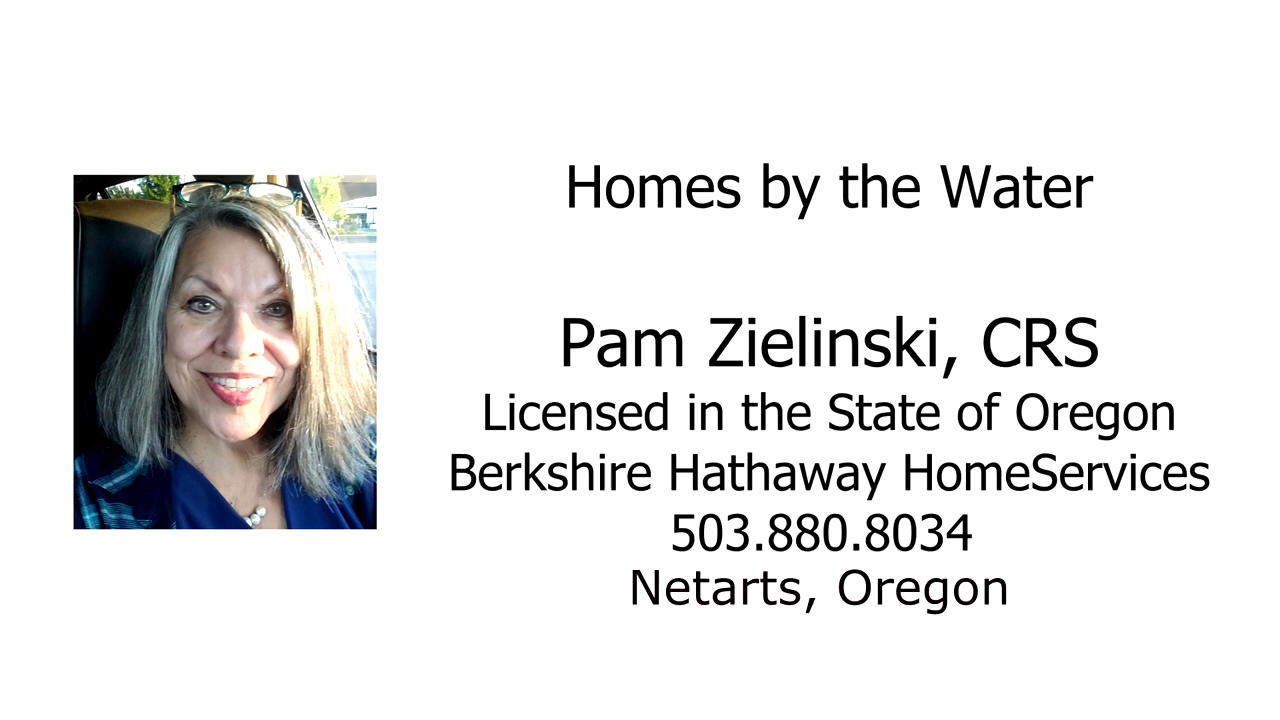 Homes by the Water
Pam Zielinski, CRS
Licensed in the State of Oregon
Berkshire Hathaway HomeServices
503.880.8034
Netarts, Oregon